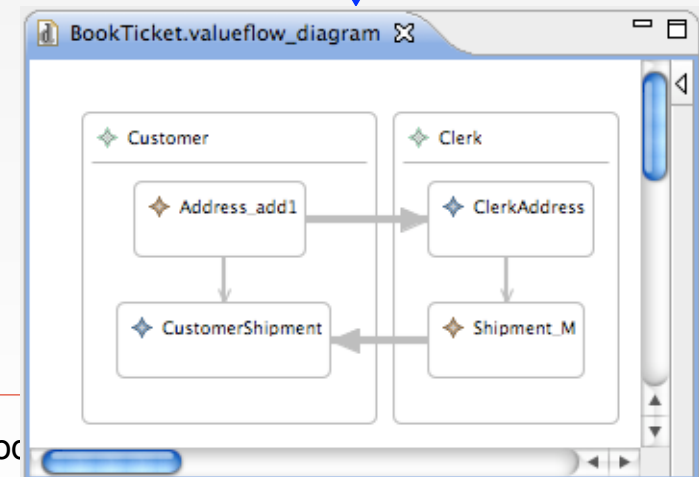 BookTicket.valueflow_diagram
Customer
Clerk
Address_add1
ClerkAddress
CustomerShipment
Shipment_M